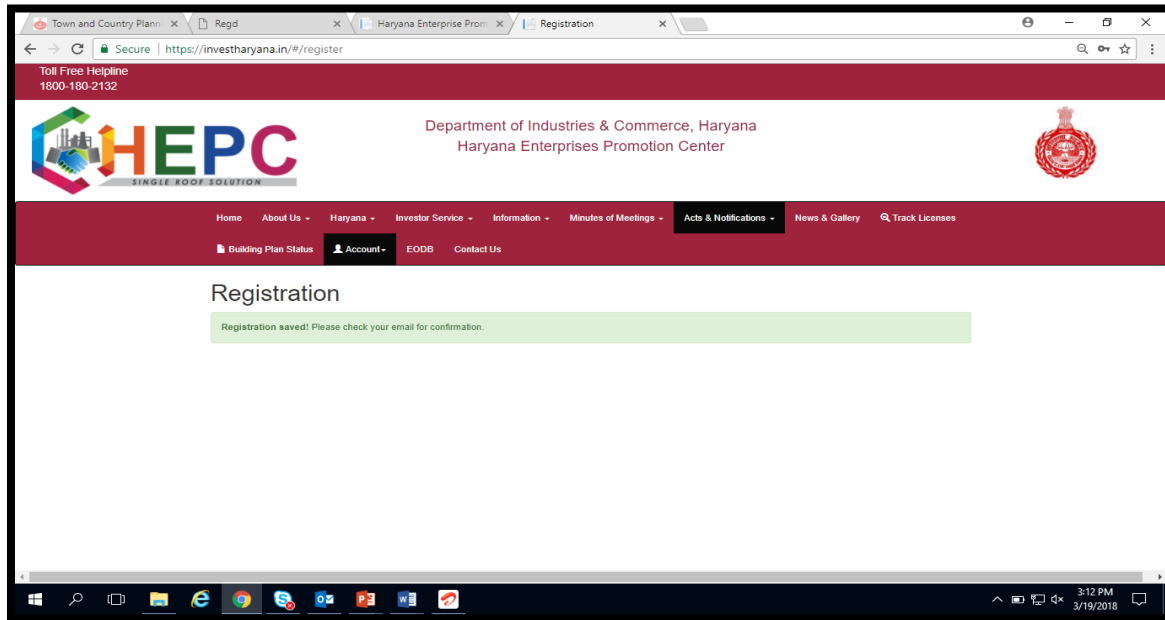 Town and Country Plann
Regd
Haryana Enterprise Prom
Registration
Secure | https://investharyana.in/#/register
Toll Free Helpline
1800-180-2132
HEPC
SINGLE ROOF SOLUTION
Department of Industries & Commerce, Haryana
Haryana Enterprises Promotion Center
Home About Us Haryana Investor Service Information Minutes of Meetings Acts & Notifications News & Gallery Track Licenses
Building Plan Status Account EODB Contact Us
Registration
Registration saved! Please check your email for confirmation.
3:12 PM
3/19/2018